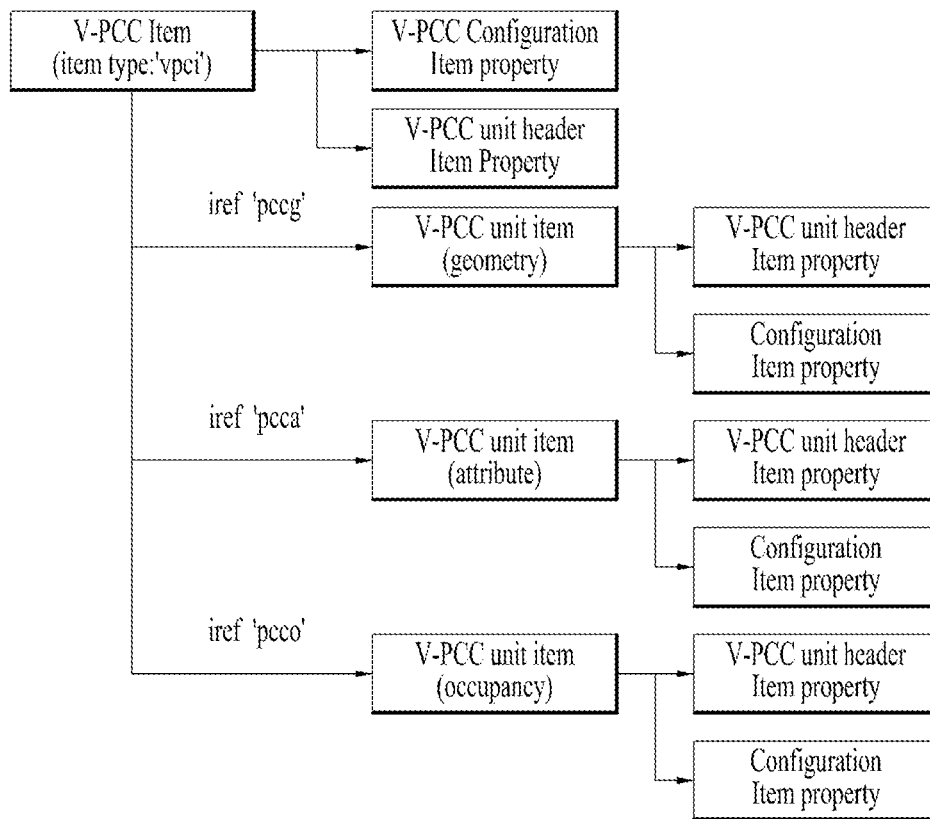 V-PCC Item
(item type:'vpci')
V-PCC Configuration
Item property
V-PCC unit header
Item Property
iref 'pccg'
V-PCC unit item
(geometry)
V-PCC unit header
Item property
Configuration
Item property
iref 'pcca'
V-PCC unit item
(attribute)
V-PCC unit header
Item property
Configuration
Item property
iref 'pcco'
V-PCC unit item
(occupancy)
V-PCC unit header
Item property
Configuration
Item property